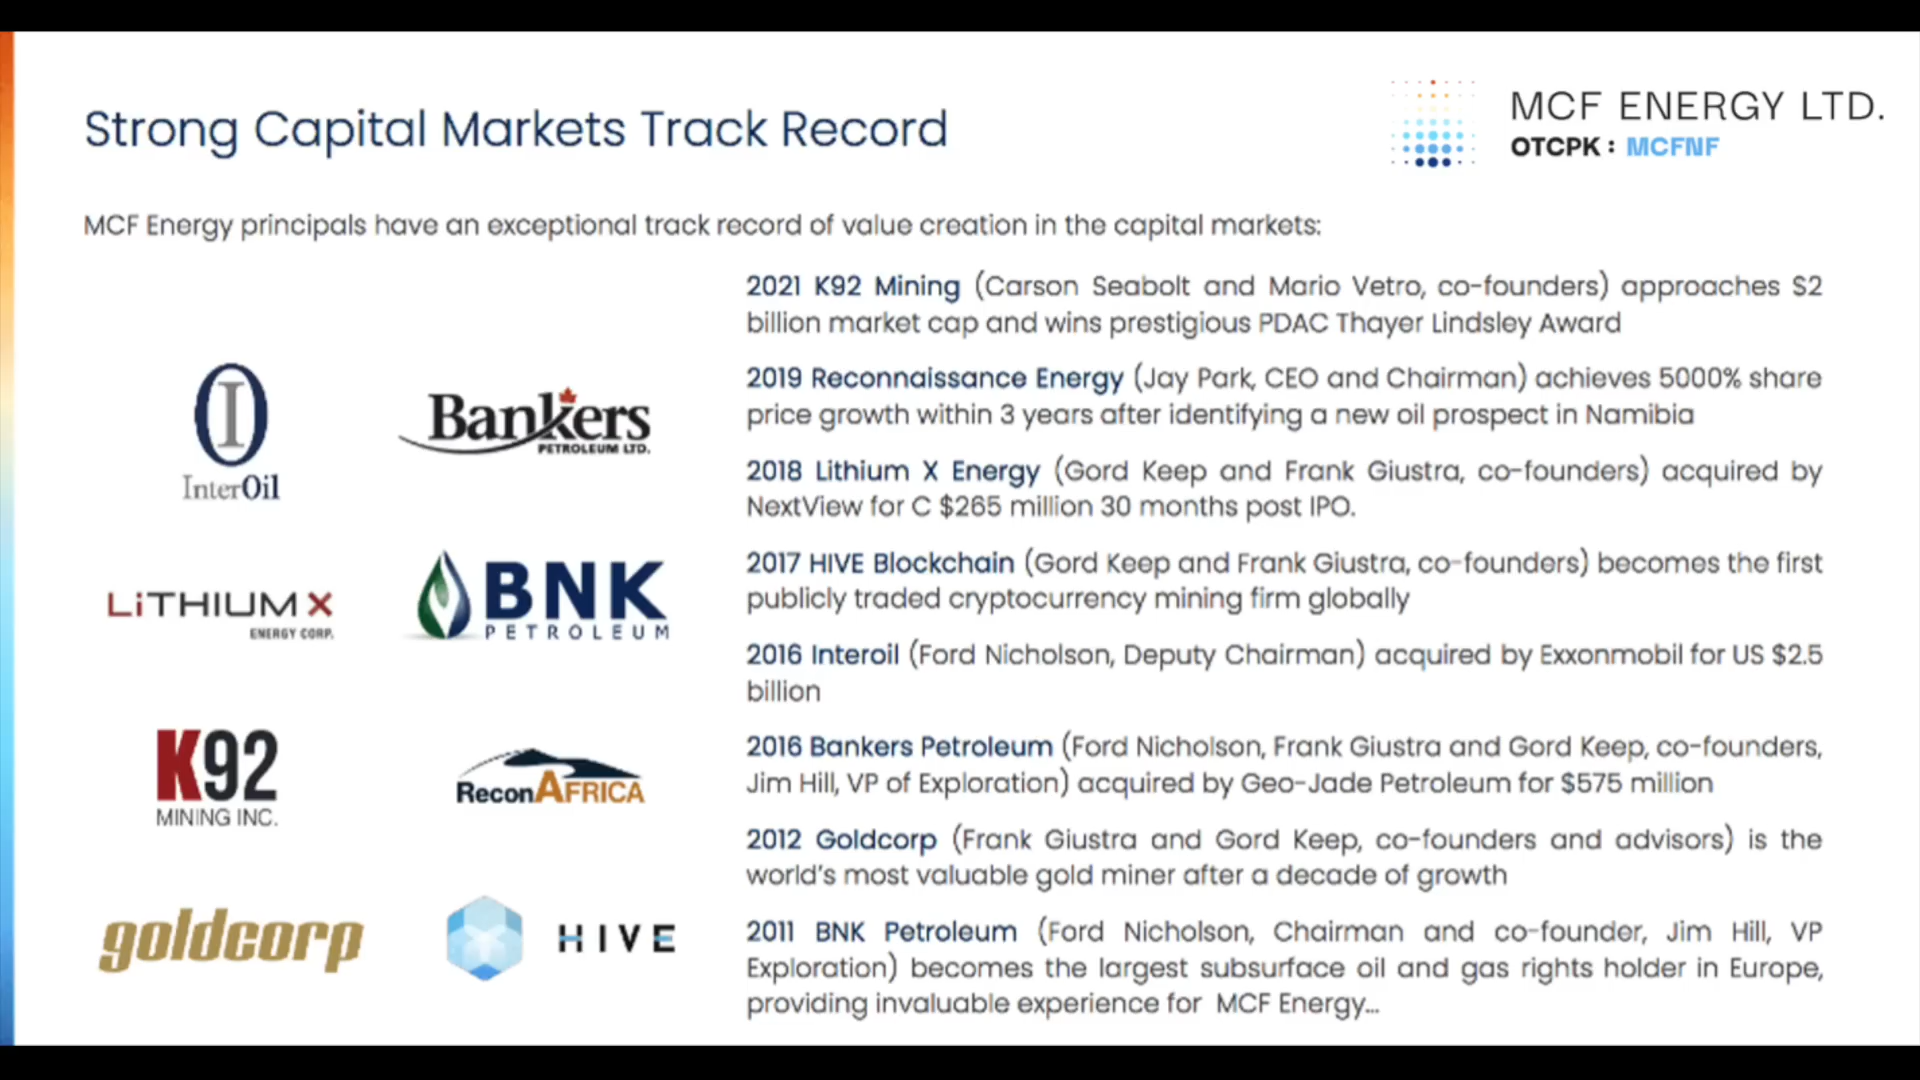 Strong Capital Markets Track Record
MCF ENERGY LTD.
OTCPK : MCFNF
MCF Energy principals have an exceptional track record of value creation in the capital markets:
InterOil
Bankers
PETROLEUM LTD.
LiTHIUM X
ENERGY CORP.
BNK
PETROLEUM
K92
MINING INC.
ReconAFRICA
goldcorp
HIVE
2021 K92 Mining (Carson Seabolt and Mario Vetro, co-founders) approaches $2
billion market cap and wins prestigious PDAC Thayer Lindsley Award
2019 Reconnaissance Energy (Jay Park, CEO and Chairman) achieves 5000% share
price growth within 3 years after identifying a new oil prospect in Namibia
2018 Lithium X Energy (Gord Keep and Frank Giustra, co-founders) acquired by
NextView for C $265 million 30 months post IPO.
2017 HIVE Blockchain (Gord Keep and Frank Giustra, co-founders) becomes the first
publicly traded cryptocurrency mining firm globally
2016 Interoil (Ford Nicholson, Deputy Chairman) acquired by Exxonmobil for US $2.5
billion
2016 Bankers Petroleum (Ford Nicholson, Frank Giustra and Gord Keep, co-founders,
Jim Hill, VP of Exploration) acquired by Geo-Jade Petroleum for $575 million
2012 Goldcorp (Frank Giustra and Gord Keep, co-founders and advisors) is the
world's most valuable gold miner after a decade of growth
2011 BNK Petroleum (Ford Nicholson, Chairman and co-founder, Jim Hill, VP
Exploration) becomes the largest subsurface oil and gas rights holder in Europe,
providing invaluable experience for MCF Energy...